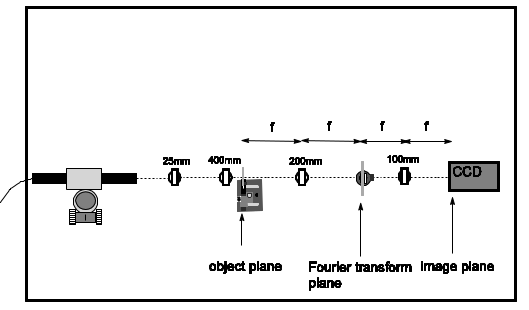 f f f f
25mm 400mm 200mm 100mm
CCD
object plane Fourier transform image plane
plane